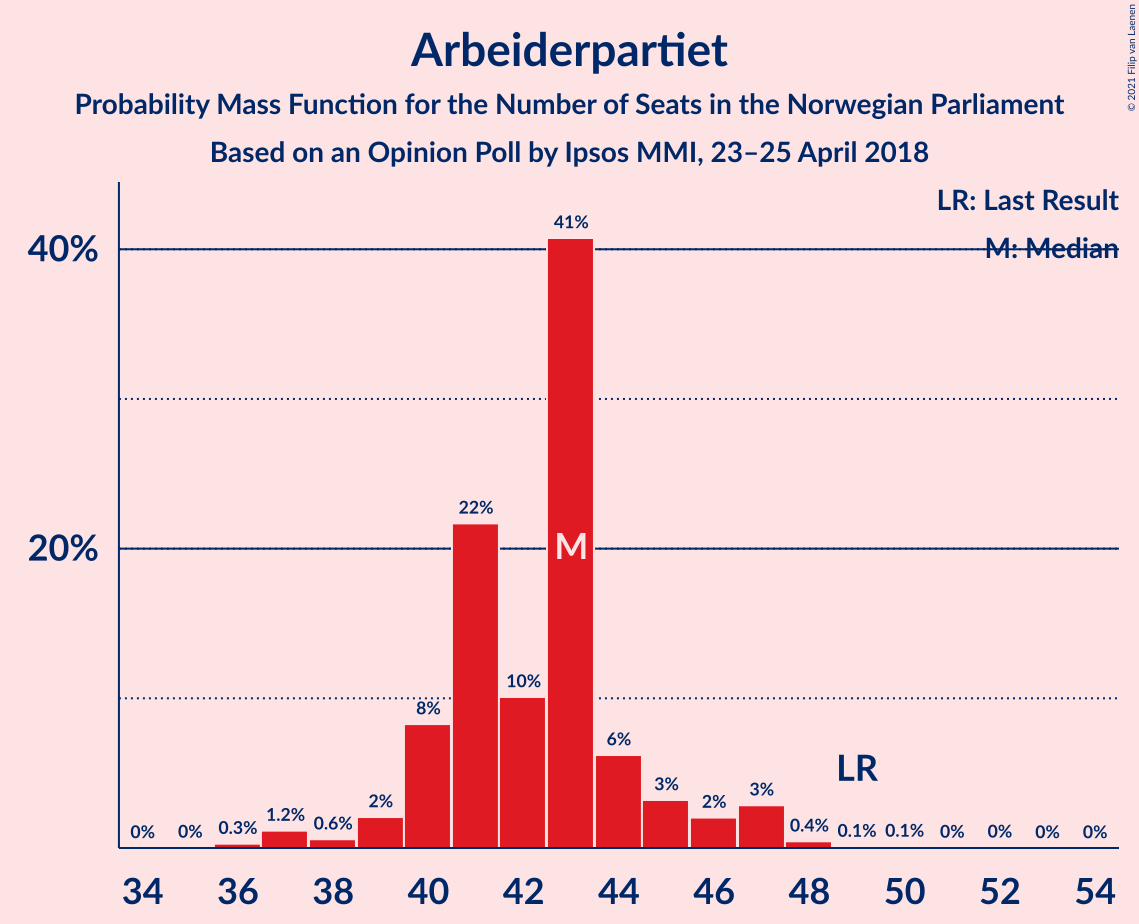 Arbeiderpartiet
Probability Mass Function for the Number of Seats in the Norwegian Parliament
Based on an Opinion Poll by Ipsos MMI, 23–25 April 2018
© 2021 Filip van Laenen
LR: Last Result
M: Median
40%
20%
0% 0% 0.3% 1.2% 0.6% 2% 8% 22% 10% 41% 6% 3% 2% 3% 0.4% 0.1% 0.1% 0% 0% 0% 0%
M
LR
34 36 38 40 42 44 46 48 50 52 54